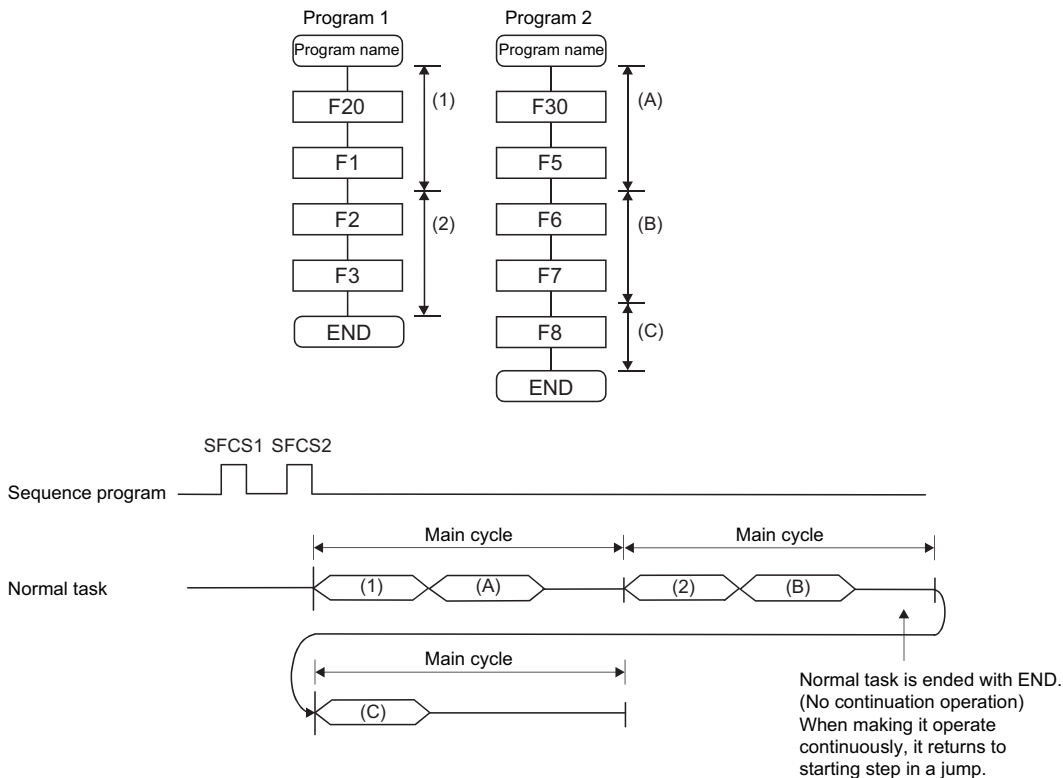 Program 1
Program 2
Program name
Program name
(1)
(A)
F20
F30
F1
F5
F2
(2)
F6
(B)
F3
F7
END
F8
(C)
END
SFCS1 SFCS2
Sequence program
Main cycle
Main cycle
Normal task
(1)
(A)
(2)
(B)
Main cycle
(C)
Normal task is ended with END.
(No continuation operation)
When making it operate
continuously, it returns to
starting step in a jump.